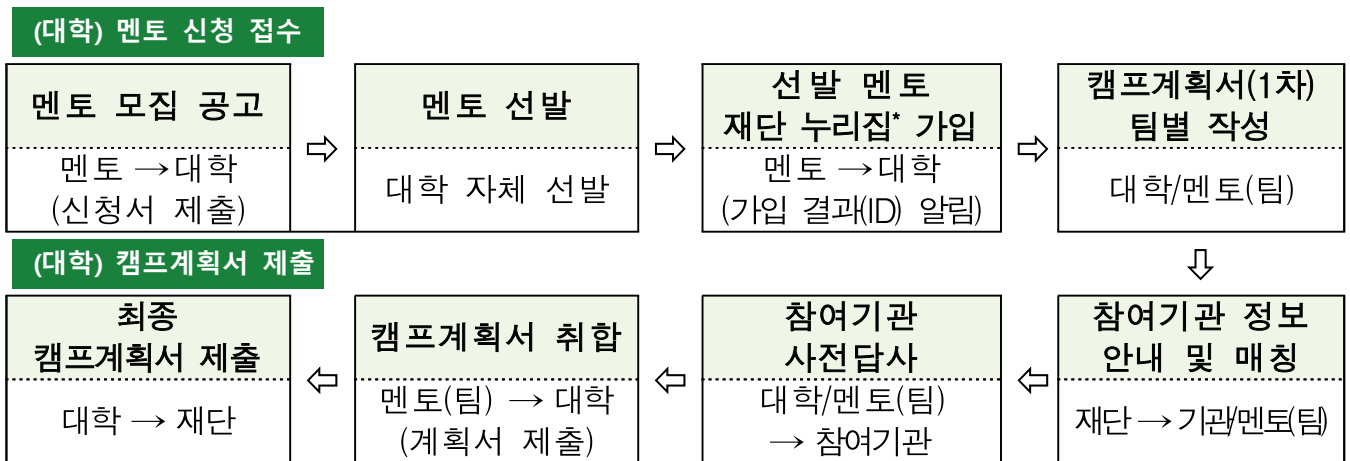 (대학) 멘토 신청 접수
멘토 모집 공고
멘토 → 대학
(신청서 제출)
⇨
멘토 선발
대학 자체 선발
⇨
선발 멘토
재단 누리집* 가입
멘토 → 대학
(가입 결과(ID) 알림)
⇨
캠프계획서(1차)
팀별 작성
대학/멘토(팀)
⇩
(대학) 캠프계획서 제출
참여기관 정보
안내 및 매칭
재단 → 기관/멘토(팀)
⇦
참여기관
사전답사
대학/멘토(팀)
→ 참여기관
⇦
캠프계획서 취합
멘토(팀) → 대학
(계획서 제출)
⇦
최종
캠프계획서 제출
대학 → 재단